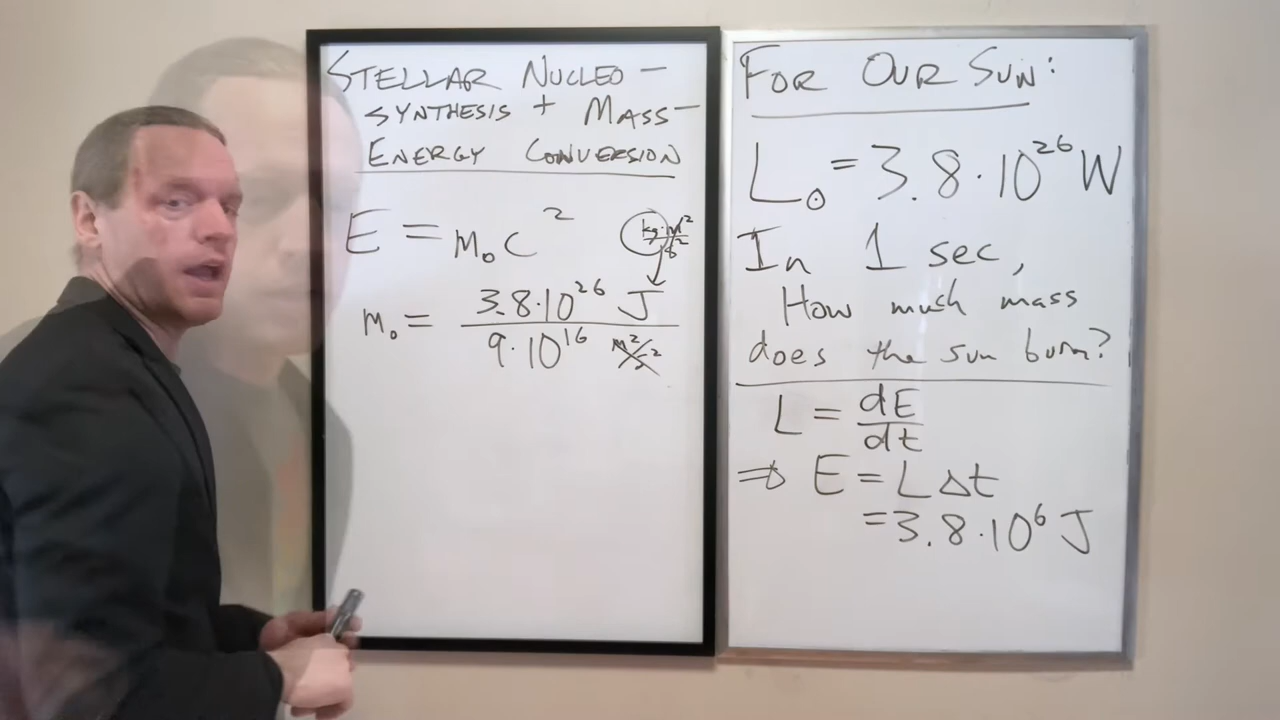 STELLAR NUCLEO-
SYNTHESIS + MASS-
ENERGY CONVERSION
E = m₀c²
kg·m²/s²
m₀ = 3.8·10²⁶ J / 9·10¹⁶ m²/s²
FOR OUR SUN:
L☉ = 3.8·10²⁶ W
In 1 sec,
How much mass
does the sun burn?
L = dE/dt
⇒ E = LΔt
= 3.8·10⁶ J